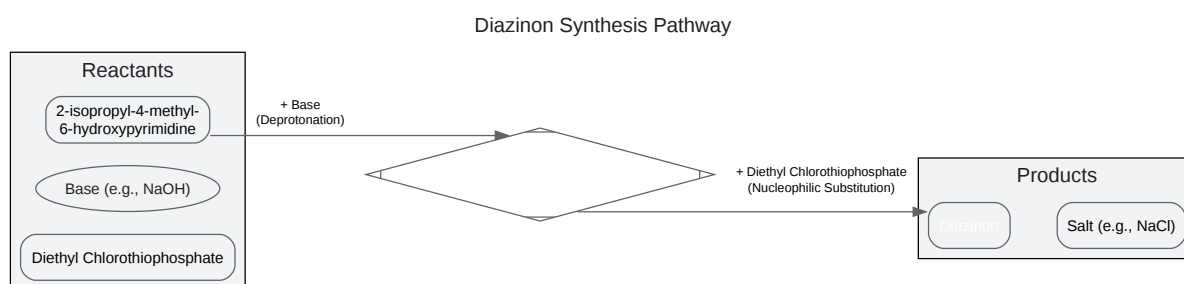 Diazinon Synthesis Pathway
Reactants
2-isopropyl-4-methyl-
6-hydroxypyrimidine
Base (e.g., NaOH)
Diethyl Chlorothiophosphate
+ Base
(Deprotonation)
+ Diethyl Chlorothiophosphate
(Nucleophilic Substitution)
Products
Diazinon
Salt (e.g., NaCl)